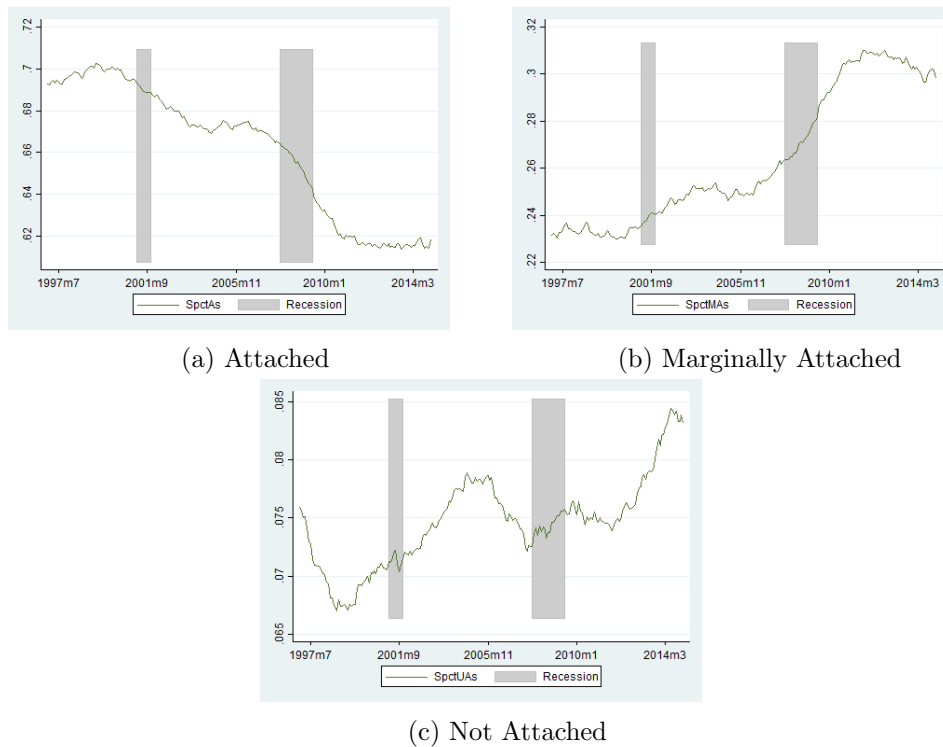 .72
.7
.68
.66
.64
.62
1997m7 2001m9 2005m11 2010m1 2014m3
SpctAs Recession
(a) Attached
.32
.3
.28
.26
.24
.22
1997m7 2001m9 2005m11 2010m1 2014m3
SpctMAs Recession
(b) Marginally Attached
.085
.08
.075
.07
.065
1997m7 2001m9 2005m11 2010m1 2014m3
SpctUAs Recession
(c) Not Attached